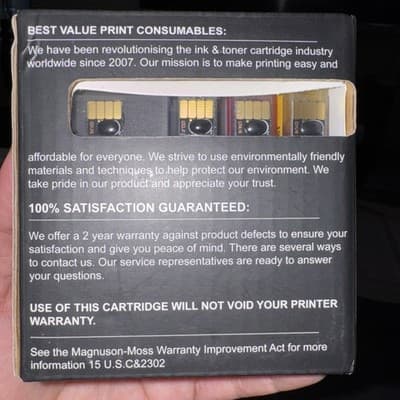 BEST VALUE PRINT CONSUMABLES:
We have been revolutionising the ink & toner cartridge industry
worldwide since 2007. Our mission is to make printing easy and
affordable for everyone. We strive to use environmentally friendly
materials and techniques to help protect our environment. We
take pride in our product and appreciate your trust.
100% SATISFACTION GUARANTEED:
We offer a 2 year warranty against product defects to ensure your
satisfaction and give you peace of mind. There are several ways
to contact us. Our service representatives are ready to answer
your questions.
USE OF THIS CARTRIDGE WILL NOT VOID YOUR PRINTER
WARRANTY.
See the Magnuson-Moss Warranty Improvement Act for more
information 15 U.S.C&2302